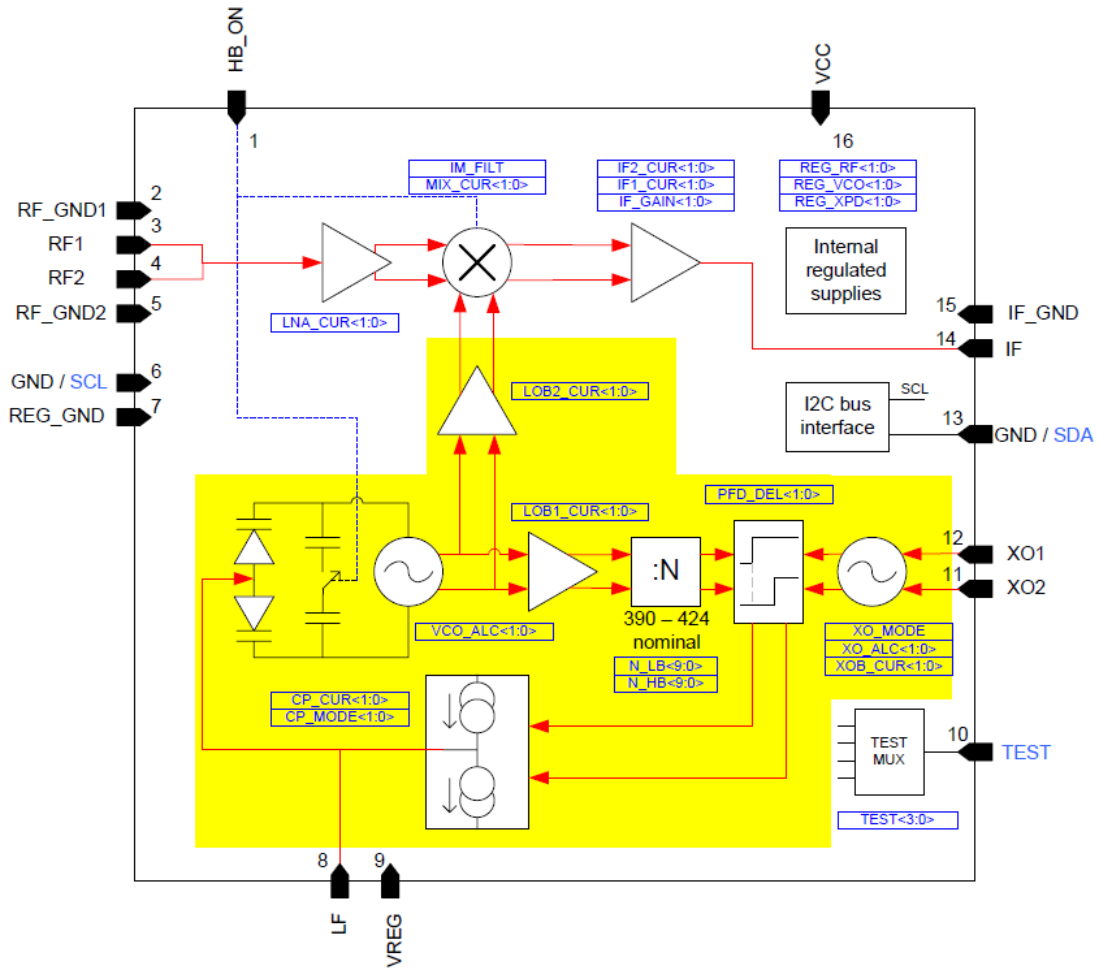 HB_ON
VCC
1
16
IM_FILT
MIX_CUR<1:0>
IF2_CUR<1:0>
IF1_CUR<1:0>
IF_GAIN<1:0>
REG_RF<1:0>
REG_VCO<1:0>
REG_XPD<1:0>
2
RF_GND1
3
RF1
4
RF2
5
RF_GND2
LNA_CUR<1:0>
Internal
regulated
supplies
15
IF_GND
14
IF
6
GND / SCL
7
REG_GND
LOB2_CUR<1:0>
I2C bus
interface
SCL
13
GND / SDA
PFD_DEL<1:0>
LOB1_CUR<1:0>
:N
12
XO1
11
XO2
390 – 424
nominal
VCO_ALC<1:0>
N_LB<9:0>
N_HB<9:0>
XO_MODE
XO_ALC<1:0>
XOB_CUR<1:0>
CP_CUR<1:0>
CP_MODE<1:0>
TEST
MUX
10
TEST
TEST<3:0>
8
9
LF
VREG